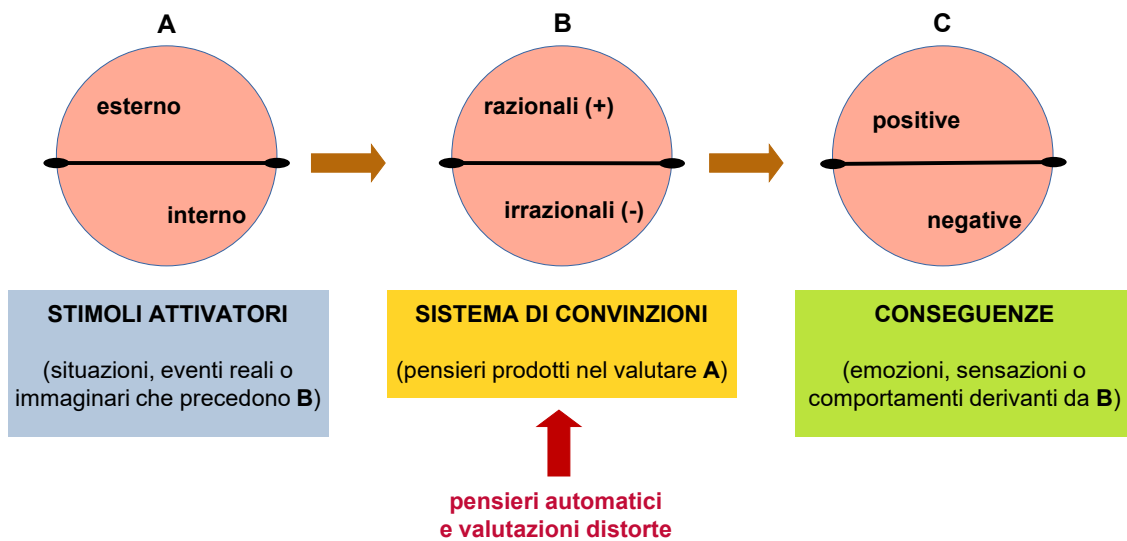 A
esterno
interno
STIMOLI ATTIVATORI
(situazioni, eventi reali o
immaginari che precedono B)
B
razionali (+)
irrazionali (-)
SISTEMA DI CONVINZIONI
(pensieri prodotti nel valutare A)
pensieri automatici
e valutazioni distorte
C
positive
negative
CONSEGUENZE
(emozioni, sensazioni o
comportamenti derivanti da B)